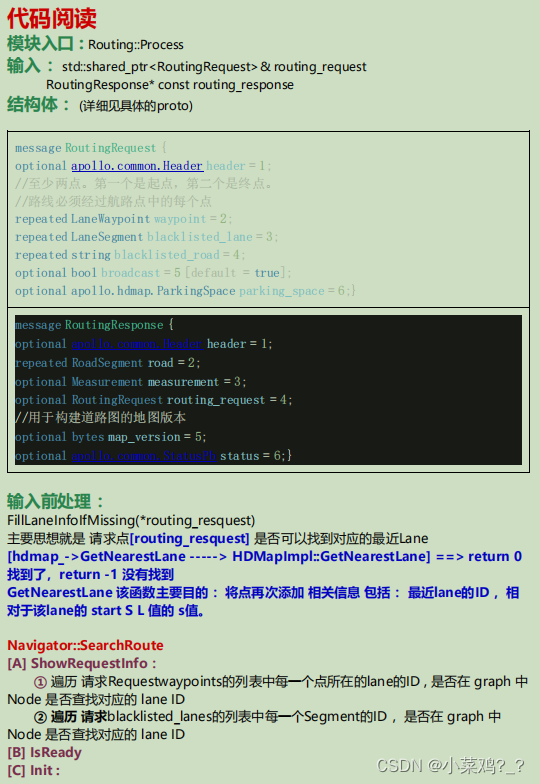 代码阅读
模块入口：Routing::Process
输入： std::shared_ptr<RoutingRequest> & routing_request
RoutingResponse* const routing_response
结构体： (详细见具体的proto)
message RoutingRequest {
optional apollo.common.Header header = 1;
//至少两点。第一个是起点，第二个是终点。
//路线必须经过航路点中的每个点
repeated LaneWaypoint waypoint = 2;
repeated LaneSegment blacklisted_lane = 3;
repeated string blacklisted_road = 4;
optional bool broadcast = 5 [default = true];
optional apollo.hdmap.ParkingSpace parking_space = 6;}
message RoutingResponse {
optional apollo.common.Header header = 1;
repeated RoadSegment road = 2;
optional Measurement measurement = 3;
optional RoutingRequest routing_request = 4;
//用于构建道路图的地图版本
optional bytes map_version = 5;
optional apollo.common.StatusPb status = 6;}
输入前处理：
FillLaneInfoIfMissing(*routing_resquest)
主要思想就是 请求点[routing_resquest] 是否可以找到对应的最近Lane
[hdmap_->GetNearestLane -----> HDMapImpl::GetNearestLane] ==> return 0
找到了，return -1 没有找到
GetNearestLane 该函数主要目的： 将点再次添加 相关信息 包括： 最近lane的ID ，相
对于该lane的 start S L 值的 s值。
Navigator::SearchRoute
[A] ShowRequestInfo :
① 遍历 请求Requestwaypoints的列表中每一个点所在的lane的ID , 是否在 graph 中
Node 是否查找对应的 lane ID
② 遍历 请求blacklisted_lanes的列表中每一个Segment的ID ，是否在 graph 中
Node 是否查找对应的 lane ID
[B] IsReady
[C] Init :
CSDN @小菜鸡?_?